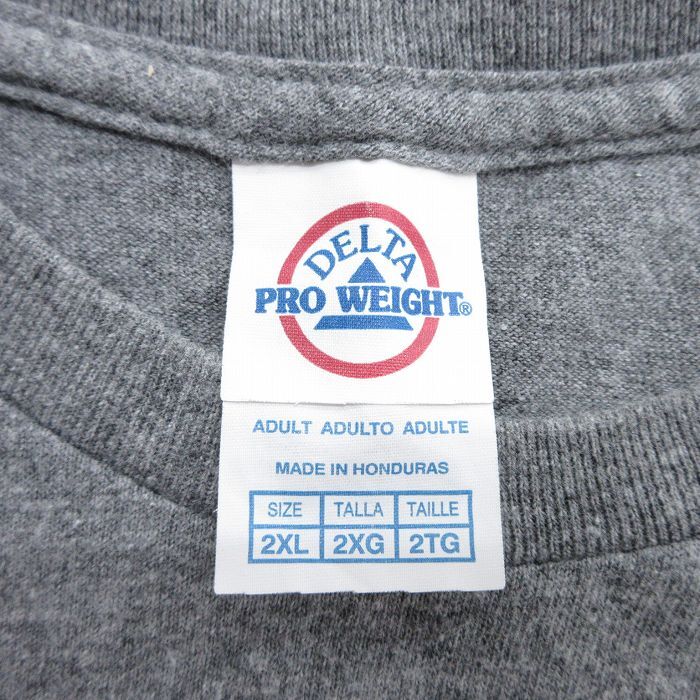 DELTA
PRO WEIGHT®
ADULT ADULTO ADULTE
MADE IN HONDURAS
SIZE TALLA TAILLE
2XL 2XG 2TG